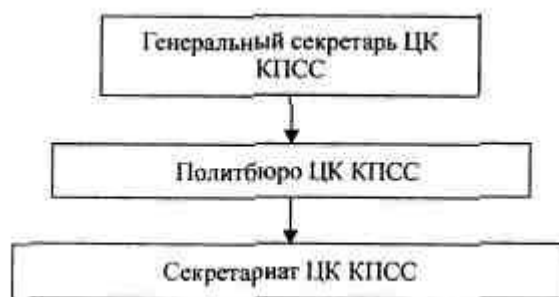 Генеральный секретарь ЦК
КПСС
Политбюро ЦК КПСС
Секретариат ЦК КПСС